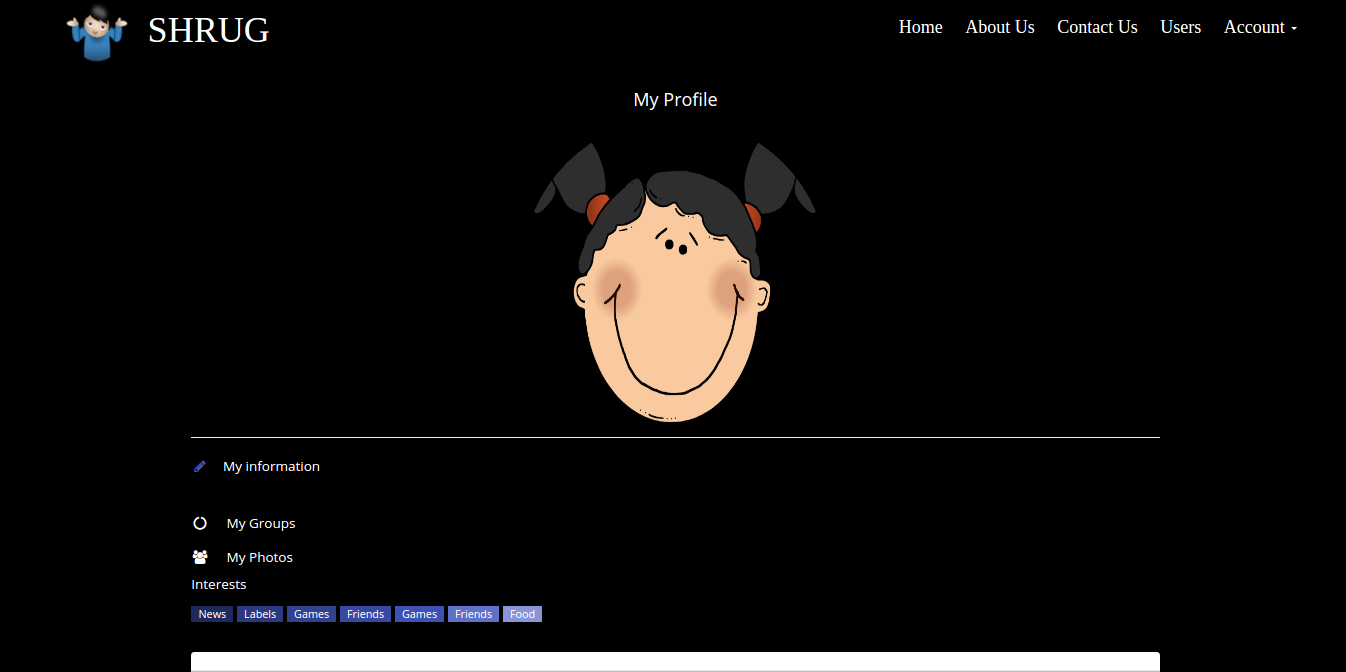 SHRUG
Home About Us Contact Us Users Account
My Profile
My information
My Groups
My Photos
Interests
News Labels Games Friends Games Friends Food